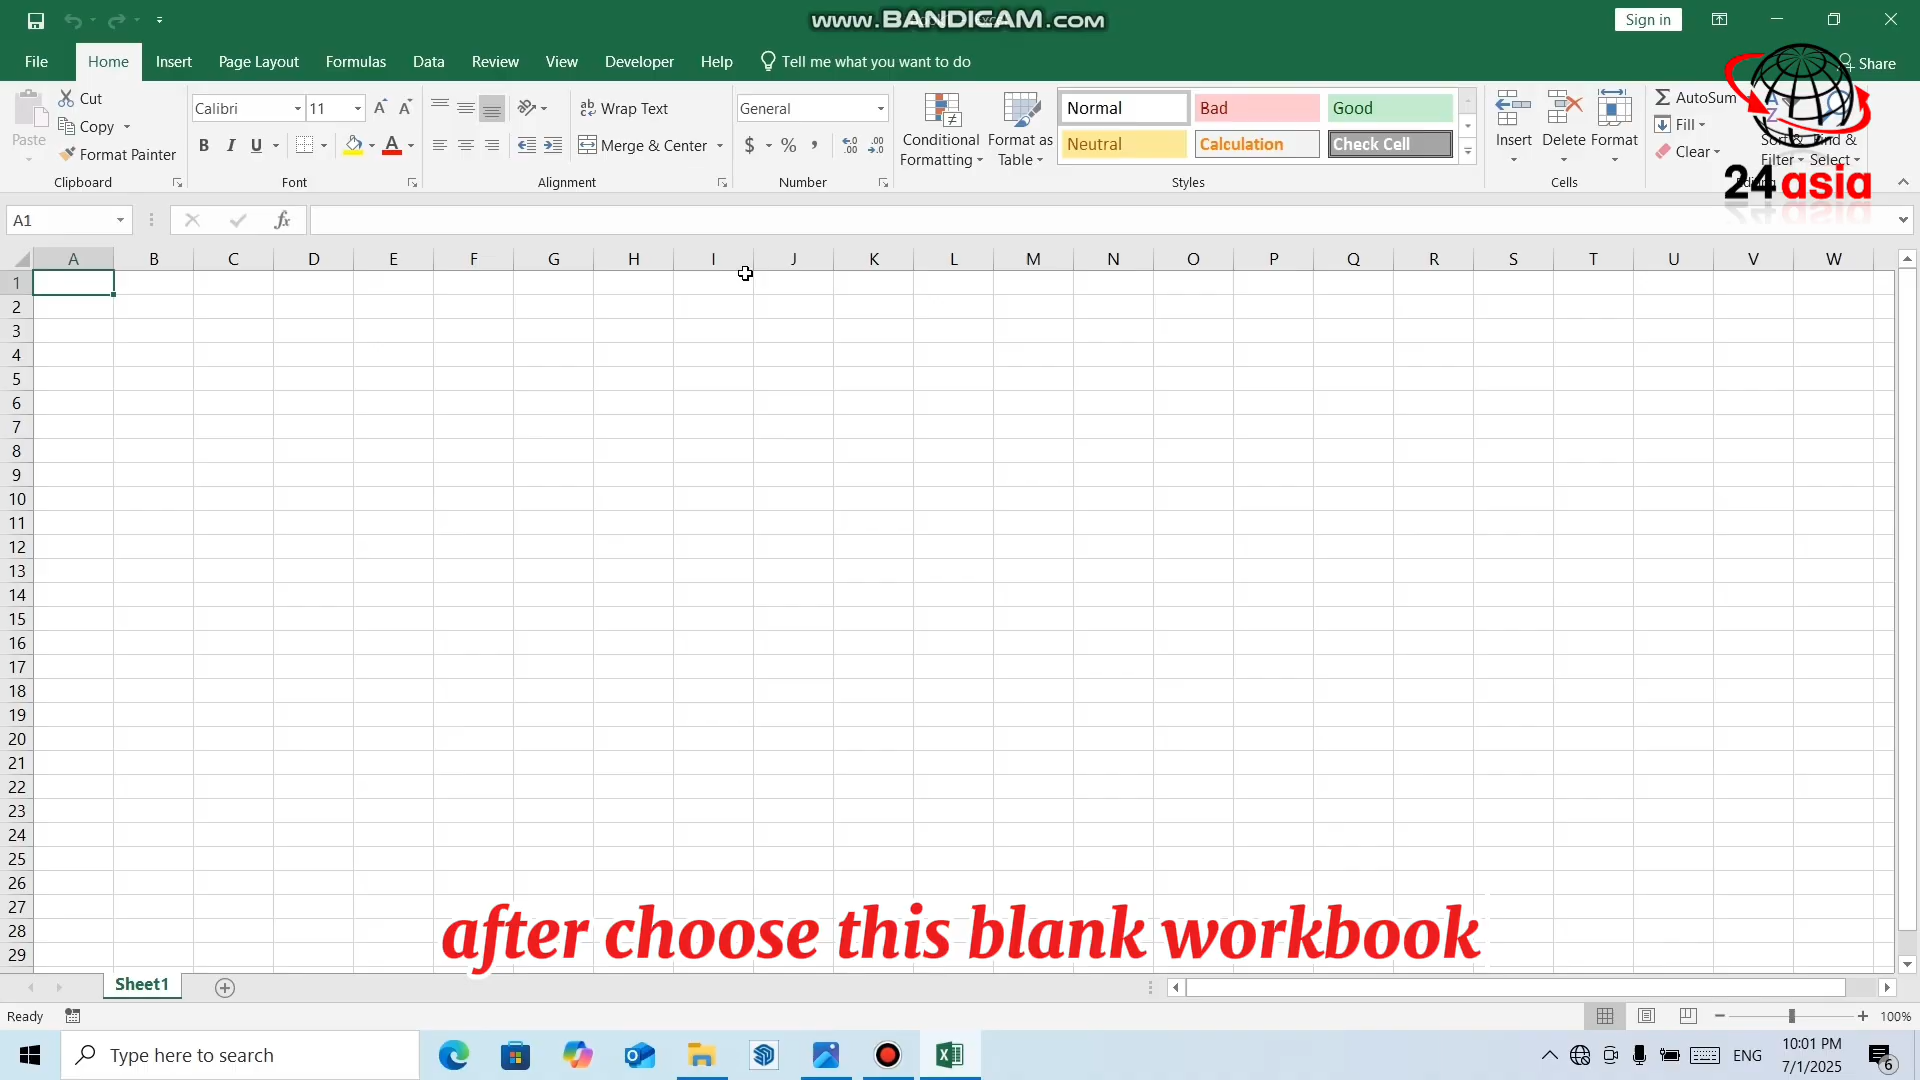 WWW.BANDICAM.COM
Sign in
File Home Insert Page Layout Formulas Data Review View Developer Help Tell me what you want to do Share
Paste
Cut
Copy
Format Painter
Clipboard
Calibri 11
B I U
Font
Wrap Text
Merge & Center
Alignment
General
$ % ,
Number
Conditional Formatting
Format as Table
Normal Bad Good
Neutral Calculation Check Cell
Styles
Insert Delete Format
Cells
AutoSum
Fill
Clear
Sort & Filter
Find & Select
24 asia
A1
fx
A B C D E F G H I J K L M N O P Q R S T U V W
1
2
3
4
5
6
7
8
9
10
11
12
13
14
15
16
17
18
19
20
21
22
23
24
25
26
27
28
29
after choose this blank workbook
Sheet1
Ready
100%
Type here to search
ENG
10:01 PM
7/1/2025
6